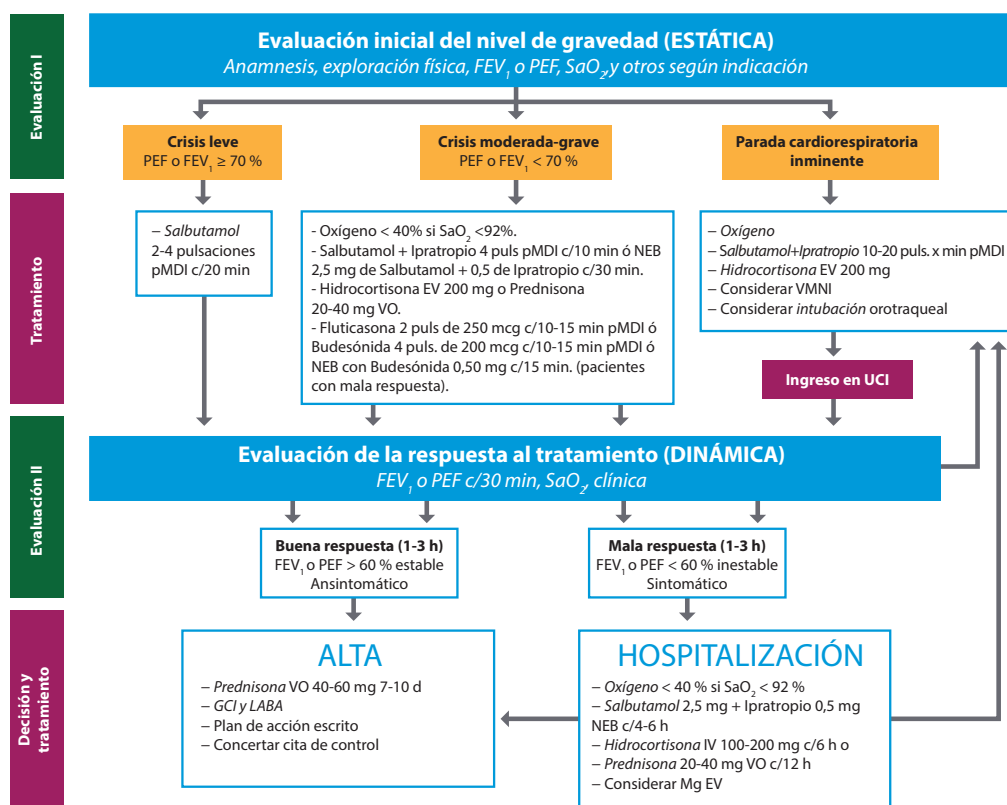 Evaluación I
Evaluación inicial del nivel de gravedad (ESTÁTICA)
Anamnesis, exploración física, FEV₁ o PEF, SaO₂, y otros según indicación
Crisis leve
PEF o FEV₁ ≥ 70 %
Crisis moderada-grave
PEF o FEV₁ < 70 %
Parada cardiorespiratoria
inminente
Tratamiento
– Salbutamol
2-4 pulsaciones
pMDI c/20 min
- Oxígeno < 40% si SaO₂ <92%.
- Salbutamol + Ipratropio 4 puls pMDI c/10 min ó NEB
2,5 mg de Salbutamol + 0,5 de Ipratropio c/30 min.
- Hidrocortisona EV 200 mg o Prednisona
20-40 mg VO.
- Fluticasona 2 puls de 250 mcg c/10-15 min pMDI ó
Budesónida 4 puls. de 200 mcg c/10-15 min pMDI ó
NEB con Budesónida 0,50 mg c/15 min. (pacientes
con mala respuesta).
– Oxígeno
– Salbutamol+Ipratropio 10-20 puls. x min pMDI
– Hidrocortisona EV 200 mg
– Considerar VMNI
– Considerar intubación orotraqueal
Ingreso en UCI
Evaluación II
Evaluación de la respuesta al tratamiento (DINÁMICA)
FEV₁ o PEF c/30 min, SaO₂, clínica
Buena respuesta (1-3 h)
FEV₁ o PEF > 60 % estable
Ansintomático
Mala respuesta (1-3 h)
FEV₁ o PEF < 60 % inestable
Sintomático
Decisión y
tratamiento
ALTA
– Prednisona VO 40-60 mg 7-10 d
– GCI y LABA
– Plan de acción escrito
– Concertar cita de control
HOSPITALIZACIÓN
– Oxígeno < 40 % si SaO₂ < 92 %
– Salbutamol 2,5 mg + Ipratropio 0,5 mg
NEB c/4-6 h
– Hidrocortisona IV 100-200 mg c/6 h o
– Prednisona 20-40 mg VO c/12 h
– Considerar Mg EV